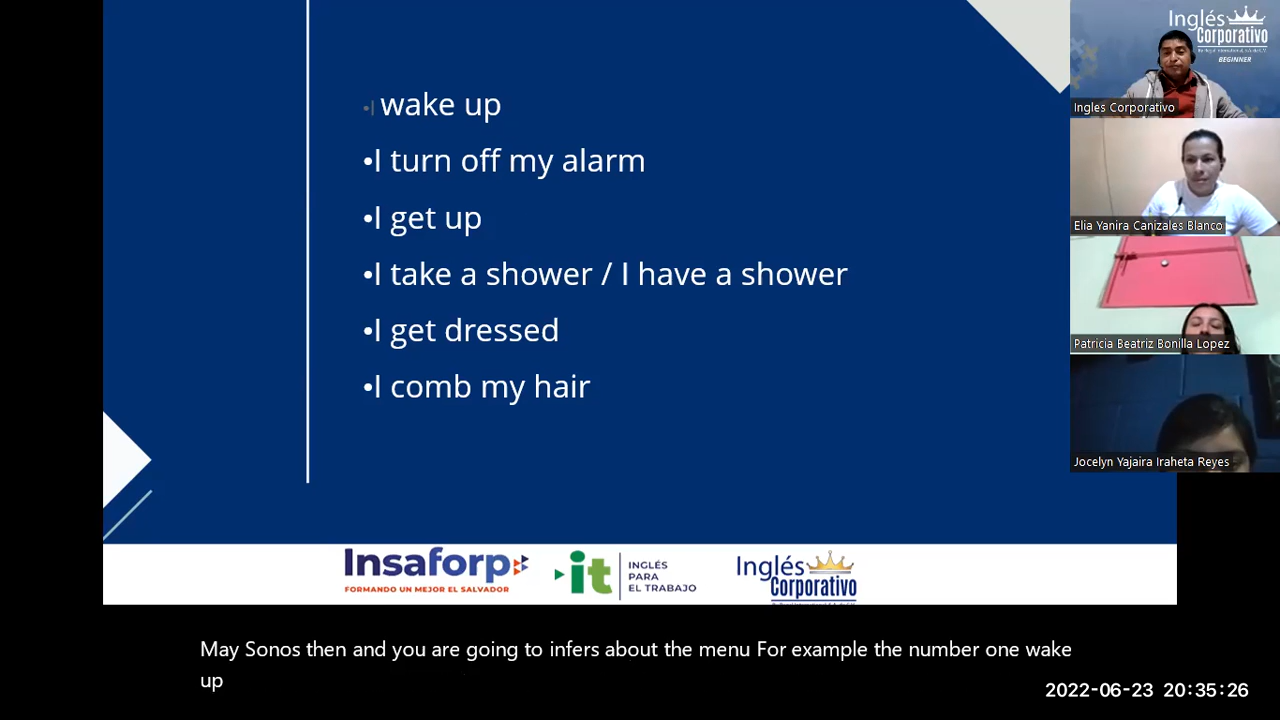 •I wake up
•I turn off my alarm
•I get up
•I take a shower / I have a shower
•I get dressed
•I comb my hair
Insaforp
FORMANDO UN MEJOR EL SALVADOR
it
INGLÉS
PARA
EL TRABAJO
Inglés
Corporativo
Inglés
Corporativo
BEGINNER
Ingles Corporativo
Elia Yanira Canizales Blanco
Patricia Beatriz Bonilla Lopez
Jocelyn Yajaira Iraheta Reyes
May Sonos then and you are going to infers about the menu For example the number one wake
up
2022-06-23 20:35:26